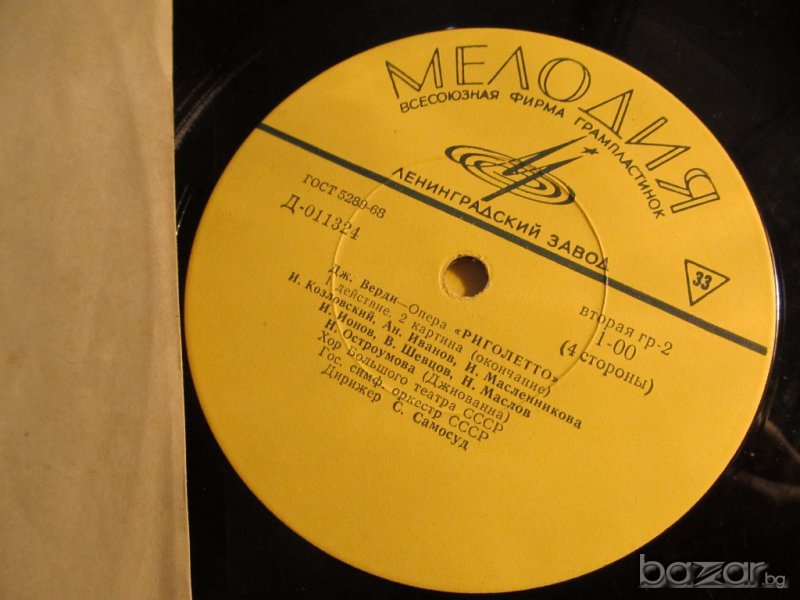 МЕЛОДИЯ
ВСЕСОЮЗНАЯ ФИРМА ГРАМПЛАСТИНОК
ЛЕНИНГРАДСКИЙ ЗАВОД
ГОСТ 5289-68
Д-011324
33
вторая гр-2
1-00
(4 стороны)
Дж. Верди—Опера «РИГОЛЕТТО»
1 действие. 2 картина (окончание)
И. Козловский, Ан. Иванов, И. Масленникова
И. Ионов, В. Шевцов, Н. Маслов
Н. Остроумова (Джиованна)
Хор Большого театра СССР
Гос. симф. оркестр СССР
Дирижер С. Самосуд
bazar.bg